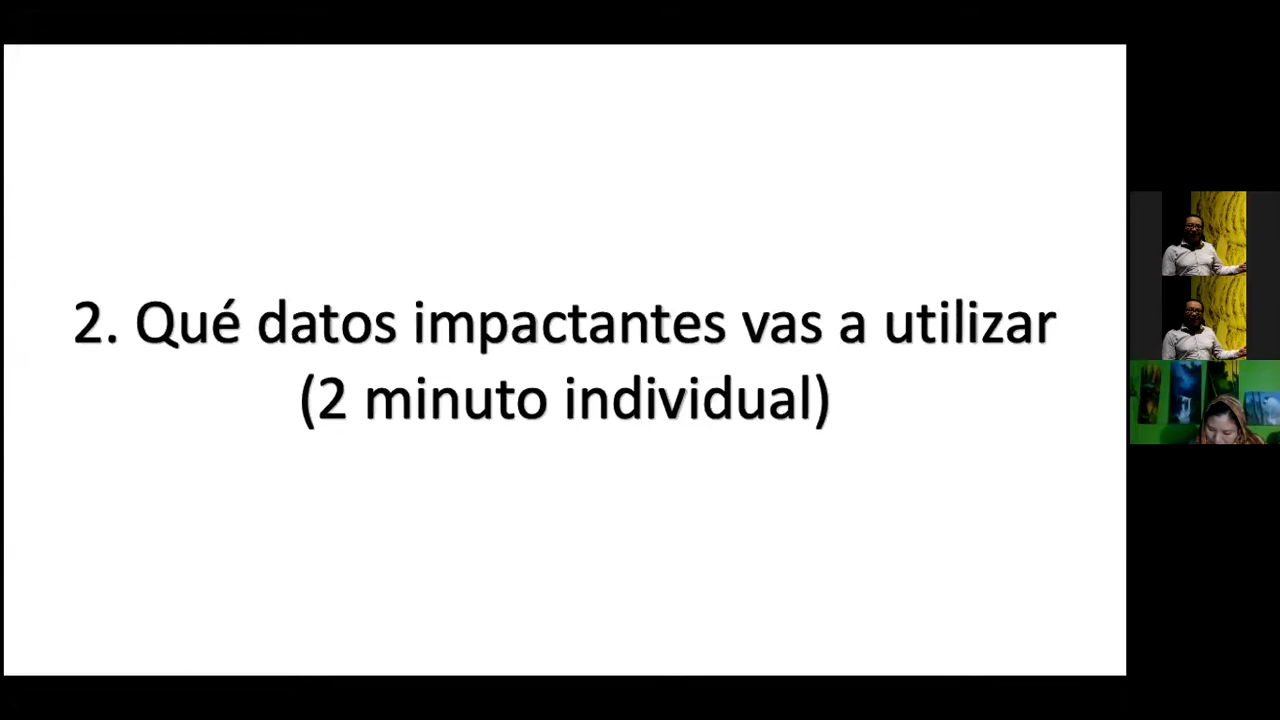 2. Qué datos impactantes vas a utilizar
(2 minuto individual)